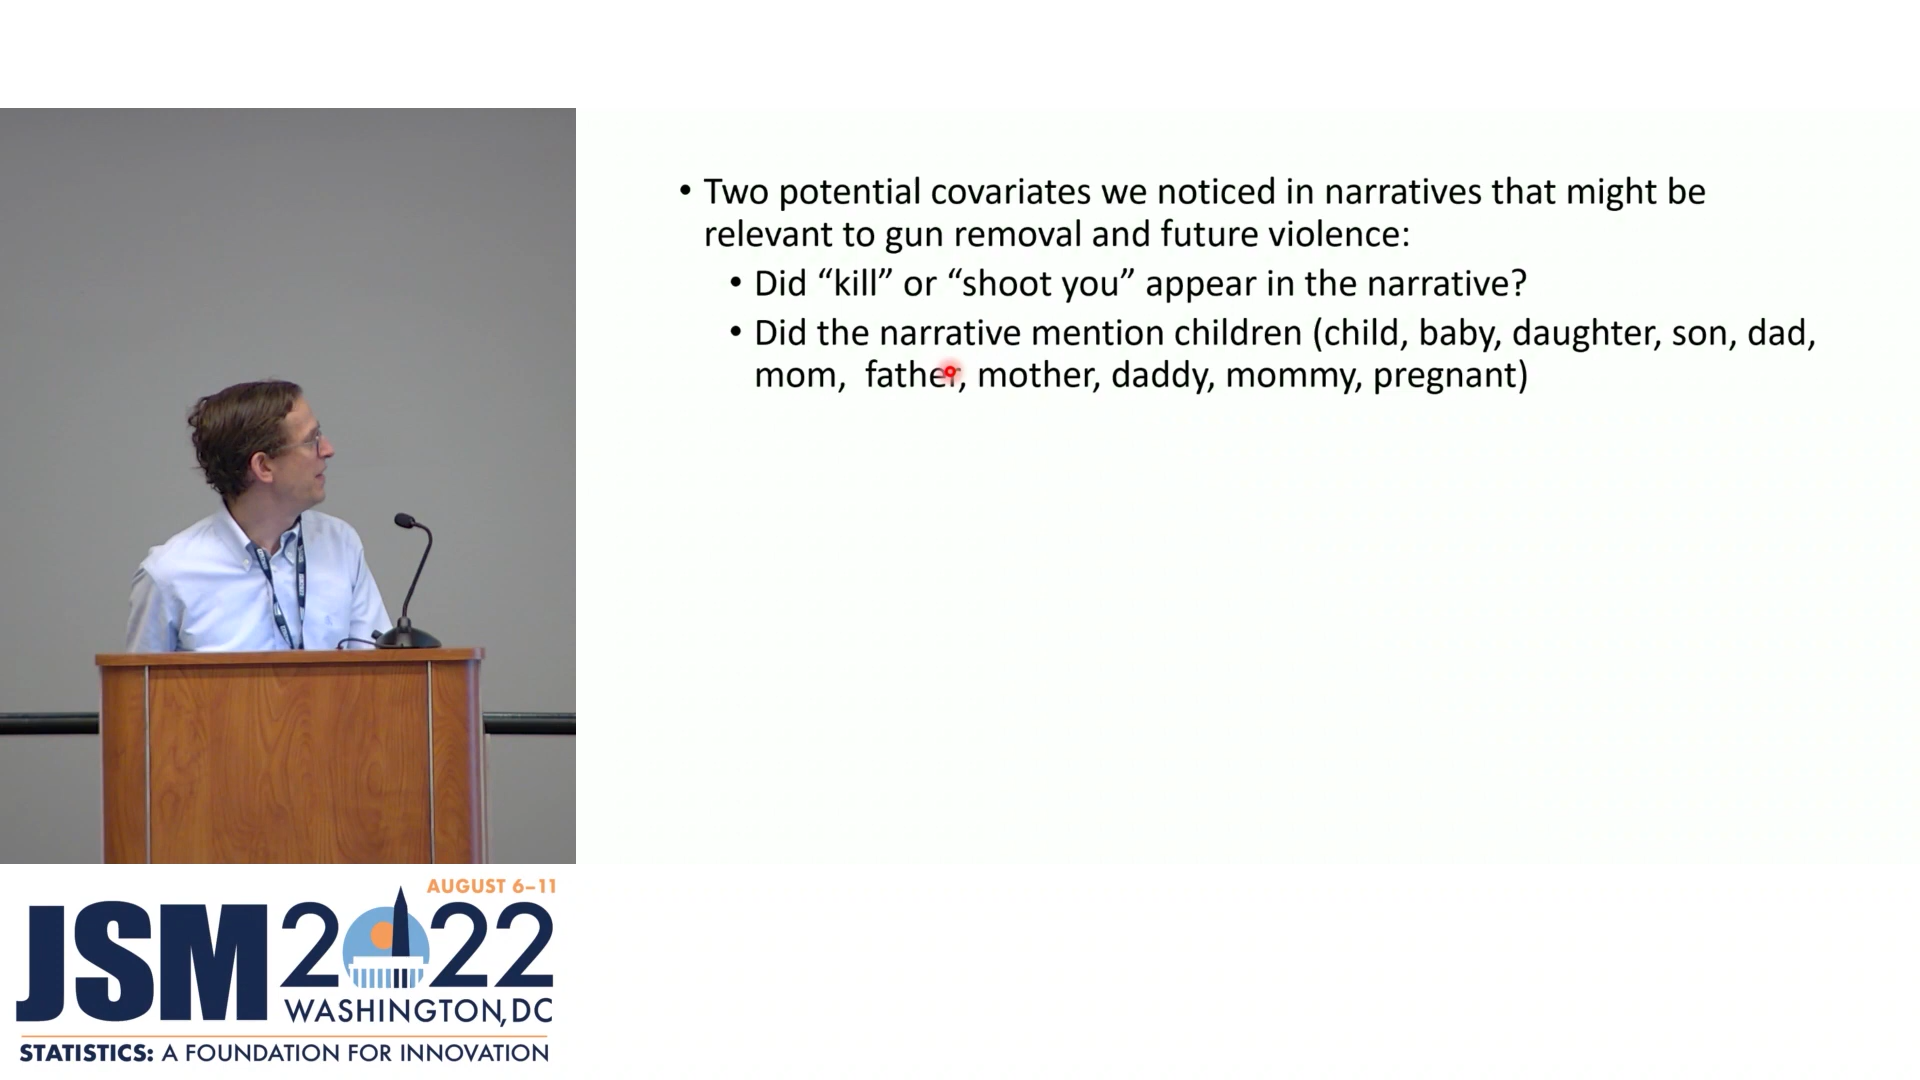 • Two potential covariates we noticed in narratives that might be
relevant to gun removal and future violence:
• Did “kill” or “shoot you” appear in the narrative?
• Did the narrative mention children (child, baby, daughter, son, dad,
mom, father, mother, daddy, mommy, pregnant)
AUGUST 6–11
JSM 2022
WASHINGTON, DC
STATISTICS: A FOUNDATION FOR INNOVATION